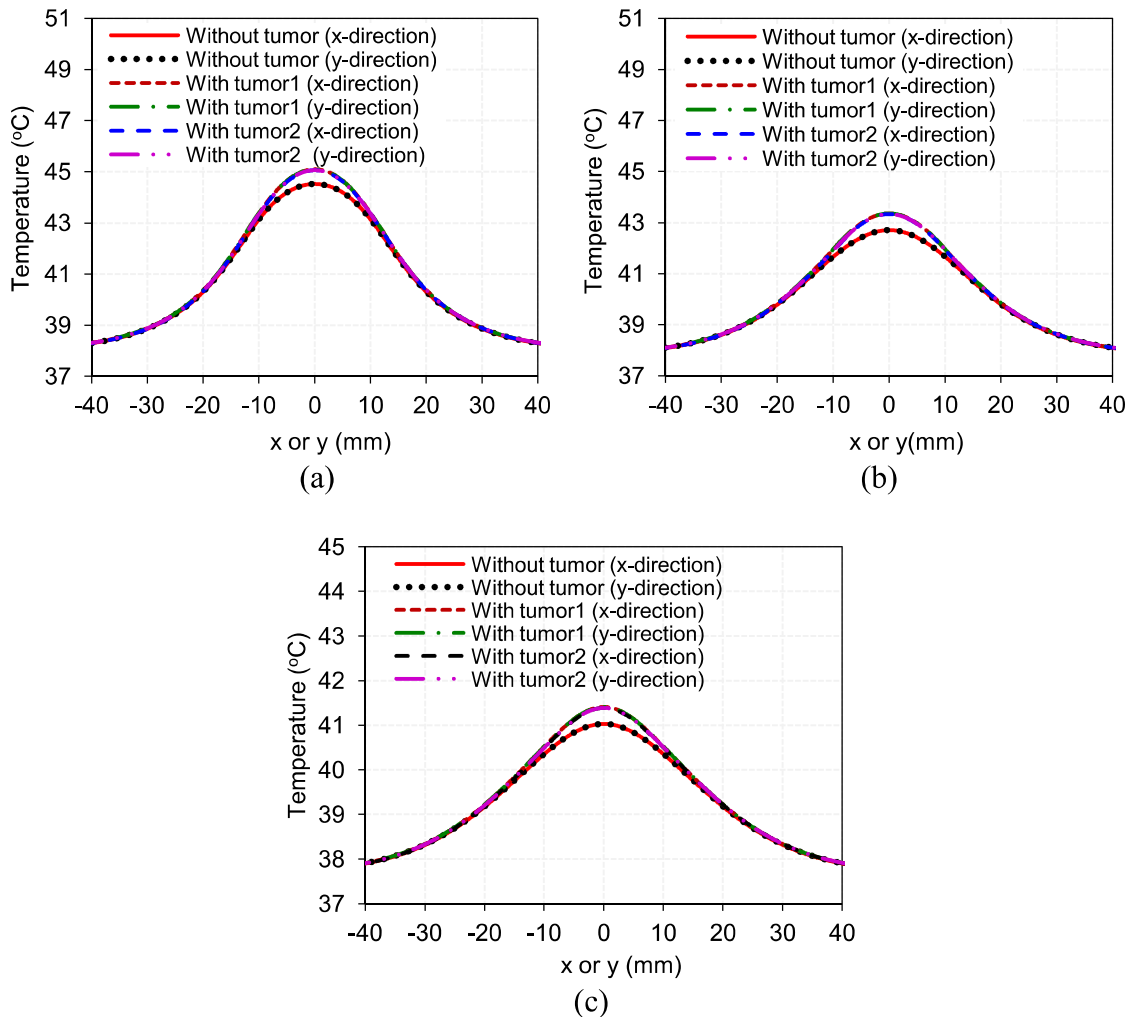 51
49
47
45
43
41
39
37
Temperature (oC)
Without tumor (x-direction)
Without tumor (y-direction)
With tumor1 (x-direction)
With tumor1 (y-direction)
With tumor2 (x-direction)
With tumor2 (y-direction)
-40 -30 -20 -10 0 10 20 30 40
x or y (mm)
(a)
51
49
47
45
43
41
39
37
Temperature (oC)
Without tumor (x-direction)
Without tumor (y-direction)
With tumor1 (x-direction)
With tumor1 (y-direction)
With tumor2 (x-direction)
With tumor2 (y-direction)
-40 -30 -20 -10 0 10 20 30 40
x or y(mm)
(b)
45
44
43
42
41
40
39
38
37
Temperature (oC)
Without tumor (x-direction)
Without tumor (y-direction)
With tumor1 (x-direction)
With tumor1 (y-direction)
With tumor2 (x-direction)
With tumor2 (y-direction)
-40 -30 -20 -10 0 10 20 30 40
x or y (mm)
(c)